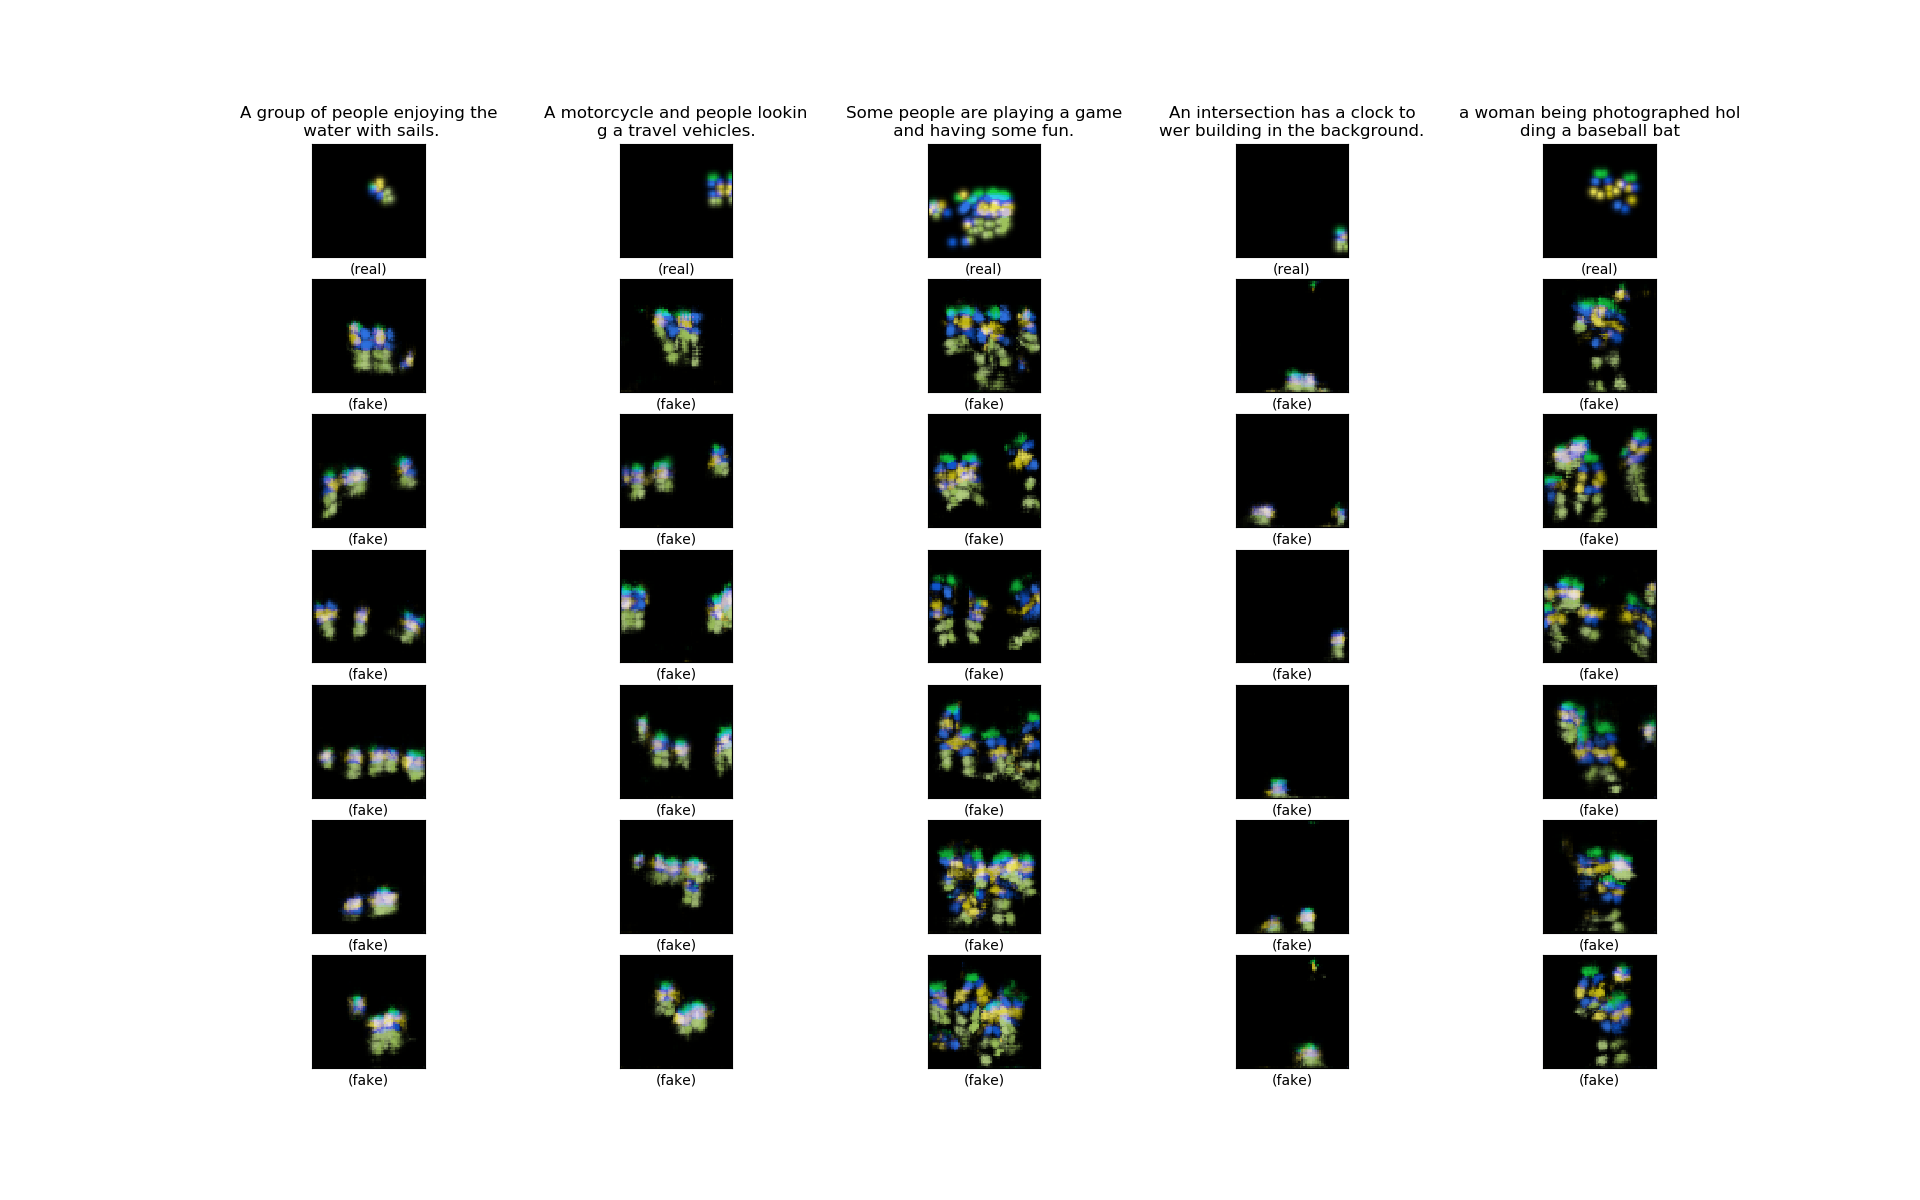 A group of people enjoying the
water with sails.
A motorcycle and people lookin
g a travel vehicles.
Some people are playing a game
and having some fun.
An intersection has a clock to
wer building in the background.
a woman being photographed hol
ding a baseball bat
(real) (real) (real) (real) (real)
(fake) (fake) (fake) (fake) (fake)
(fake) (fake) (fake) (fake) (fake)
(fake) (fake) (fake) (fake) (fake)
(fake) (fake) (fake) (fake) (fake)
(fake) (fake) (fake) (fake) (fake)
(fake) (fake) (fake) (fake) (fake)